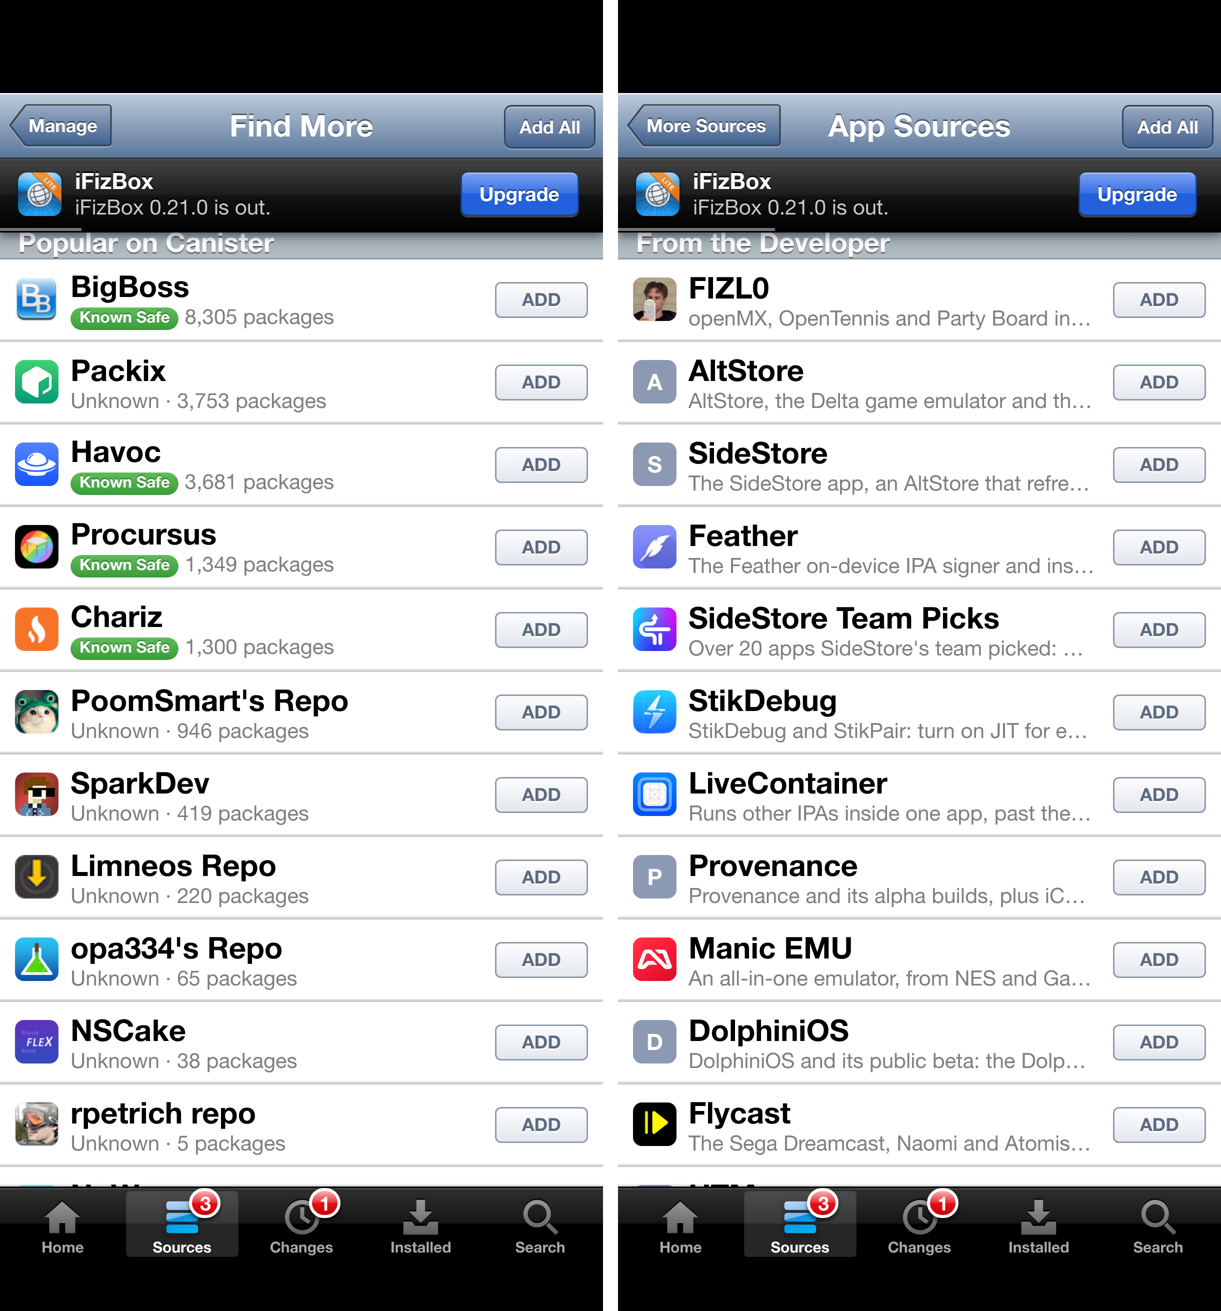 Manage
Find More
Add All
iFizBox
iFizBox 0.21.0 is out.
Upgrade
Popular on Canister
BigBoss
Known Safe 8,305 packages
ADD
Packix
Unknown · 3,753 packages
ADD
Havoc
Known Safe 3,681 packages
ADD
Procursus
Known Safe 1,349 packages
ADD
Chariz
Known Safe 1,300 packages
ADD
PoomSmart's Repo
Unknown · 946 packages
ADD
SparkDev
Unknown · 419 packages
ADD
Limneos Repo
Unknown · 220 packages
ADD
opa334's Repo
Unknown · 65 packages
ADD
FLEX
NSCake
Unknown · 38 packages
ADD
rpetrich repo
Unknown · 5 packages
ADD
3
1
Home
Sources
Changes
Installed
Search
More Sources
App Sources
Add All
LITE
iFizBox
iFizBox 0.21.0 is out.
Upgrade
From the Developer
FIZL0
openMX, OpenTennis and Party Board in…
ADD
A
AltStore
AltStore, the Delta game emulator and th…
ADD
S
SideStore
The SideStore app, an AltStore that refre…
ADD
Feather
The Feather on-device IPA signer and ins…
ADD
SideStore Team Picks
Over 20 apps SideStore's team picked: …
ADD
StikDebug
StikDebug and StikPair: turn on JIT for e…
ADD
LiveContainer
Runs other IPAs inside one app, past the…
ADD
P
Provenance
Provenance and its alpha builds, plus iC…
ADD
Manic EMU
An all-in-one emulator, from NES and Ga…
ADD
D
DolphiniOS
DolphiniOS and its public beta: the Dolp…
ADD
Flycast
The Sega Dreamcast, Naomi and Atomis…
ADD
3
1
Home
Sources
Changes
Installed
Search